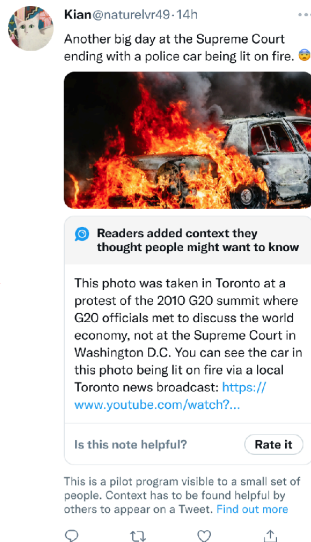 Kian@naturelvr49·14h
Another big day at the Supreme Court
ending with a police car being lit on fire. 😨
Readers added context they
thought people might want to know
This photo was taken in Toronto at a
protest of the 2010 G20 summit where
G20 officials met to discuss the world
economy, not at the Supreme Court in
Washington D.C. You can see the car in
this photo being lit on fire via a local
Toronto news broadcast: https://
www.youtube.com/watch?...
Is this note helpful?
Rate it
This is a pilot program visible to a small set of
people. Context has to be found helpful by
others to appear on a Tweet. Find out more